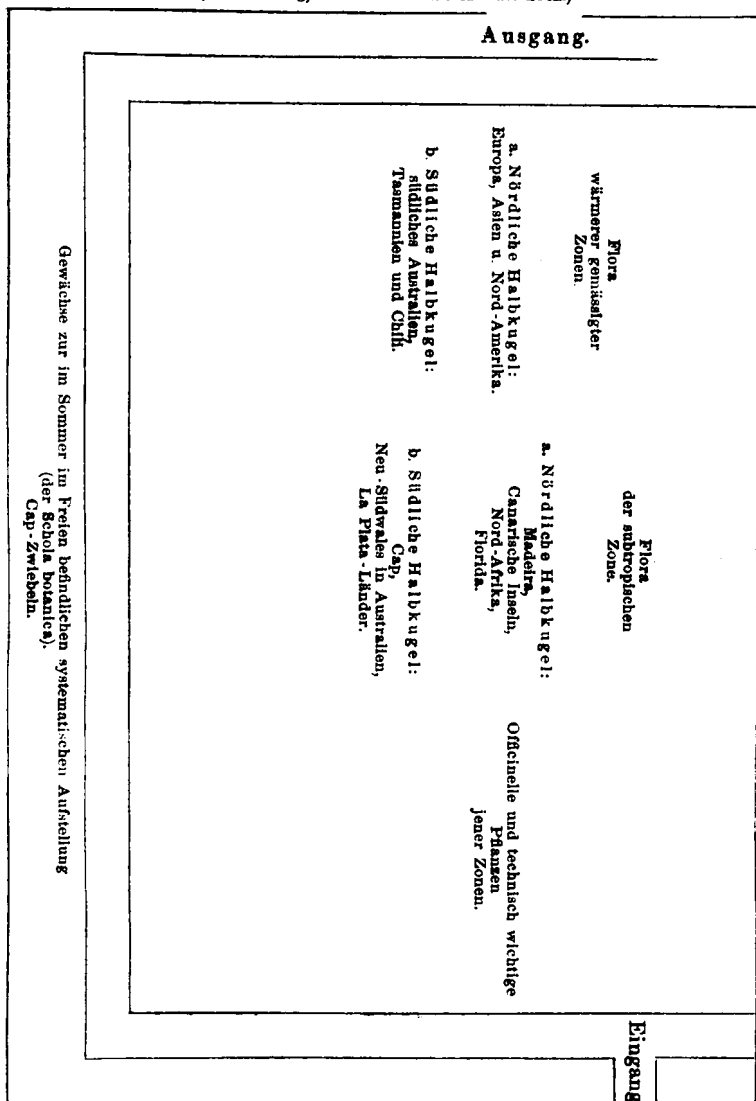 Ausgang.
Flora
wärmerer gemässigter
Zonen.
a. Nördliche Halbkugel:
Europa, Asien u. Nord-Amerika.
b. Südliche Halbkugel:
südliches Australien,
Tasmannien und Chili.
Flora
der subtropischen
Zone.
a. Nördliche Halbkugel:
Madeira,
Canarische Inseln,
Nord-Afrika,
Florida.
b. Südliche Halbkugel:
Cap,
Neu-Südwales in Australien,
La Plata-Länder.
Officinelle und technisch wichtige
Pflanzen
jener Zonen.
Gewächse zur im Sommer im Freien befindlichen systematischen Aufstellung
(der Schola botanica).
Cap-Zwiebeln.
Eingang